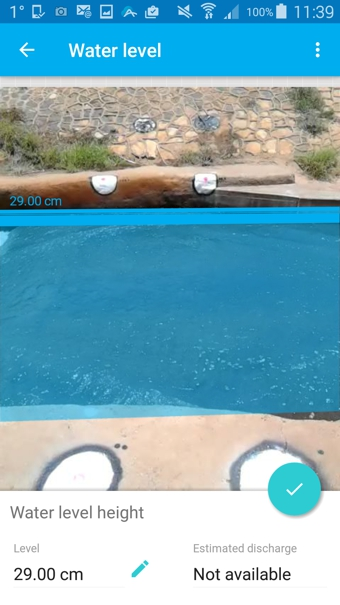 1° 100% 11:39
Water level
29.00 cm
Water level height
Level Estimated discharge
29.00 cm Not available